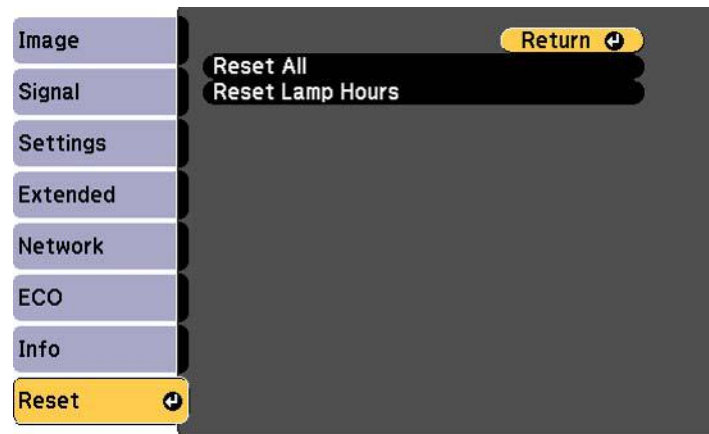 Image
Signal
Settings
Extended
Network
ECO
Info
Reset
Return
Reset All
Reset Lamp Hours